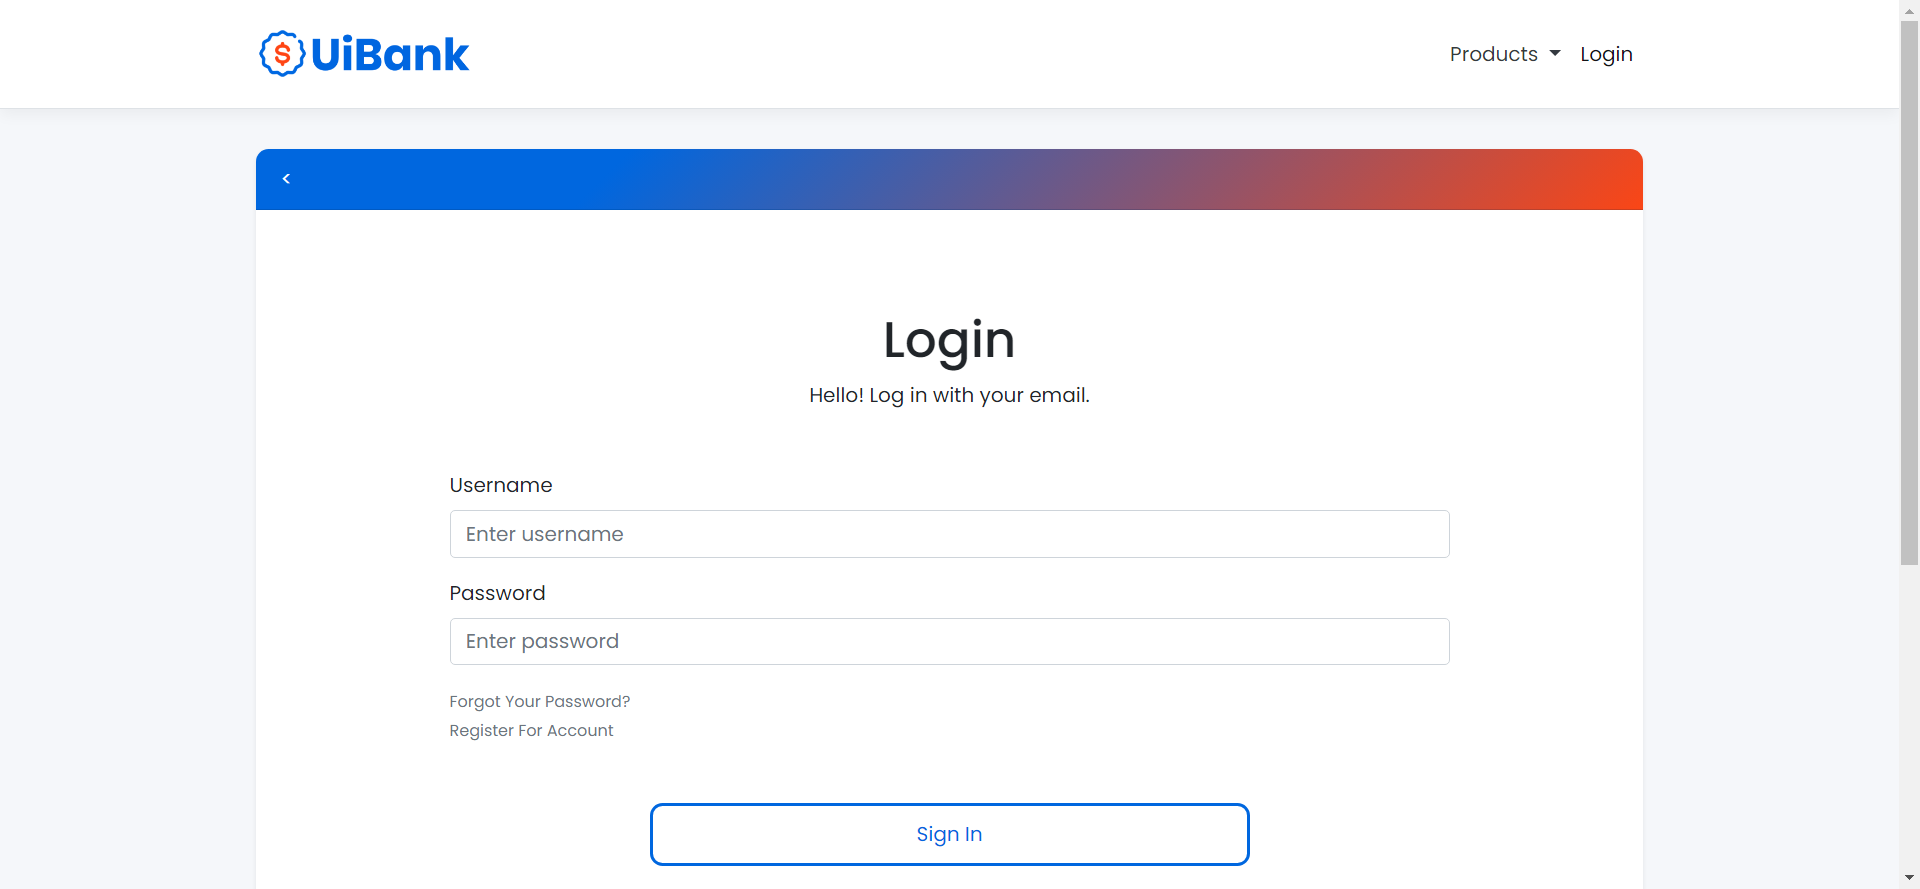 $ UiBank
Products Login
<
Login
Hello! Log in with your email.
Username
Enter username
Password
Enter password
Forgot Your Password?
Register For Account
Sign In